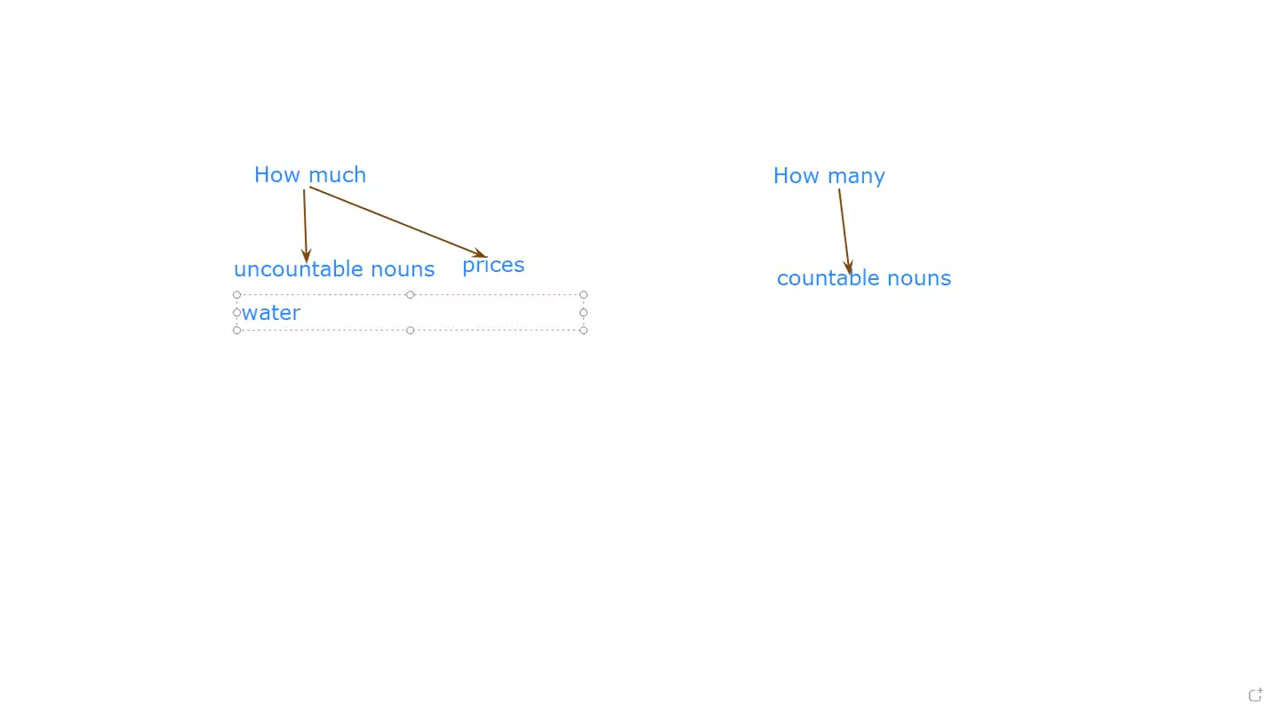 How much
How many
uncountable nouns
prices
countable nouns
water